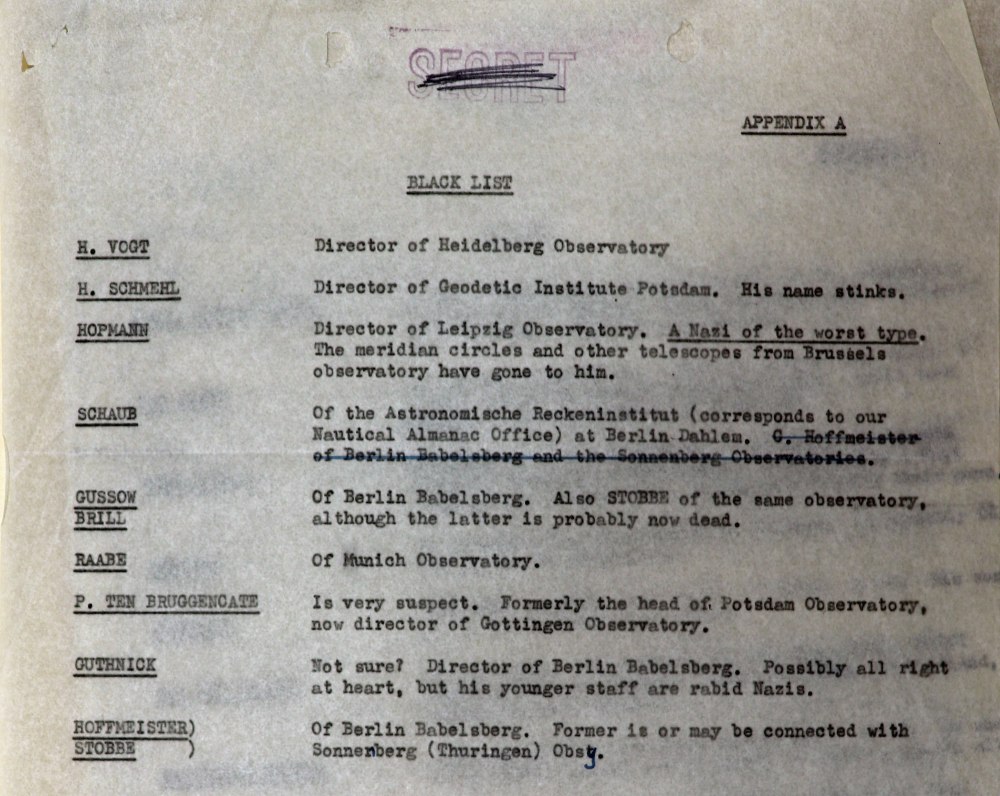 SECRET
APPENDIX A
BLACK LIST
H. VOGT Director of Heidelberg Observatory
H. SCHMEHL Director of Geodetic Institute Potsdam. His name stinks.
HOPMANN Director of Leipzig Observatory. A Nazi of the worst type.
The meridian circles and other telescopes from Brussels
observatory have gone to him.
SCHAUB Of the Astronomische Reckeninstitut (corresponds to our
Nautical Almanac Office) at Berlin Dahlem. G. Hoffmeister
of Berlin Babelsberg and the Sonnenberg Observatories.
GUSSOW Of Berlin Babelsberg. Also STOBBE of the same observatory,
BRILL although the latter is probably now dead.
RAABE Of Munich Observatory.
P. TEN BRUGGENCATE Is very suspect. Formerly the head of Potsdam Observatory,
now director of Gottingen Observatory.
GUTHNICK Not sure? Director of Berlin Babelsberg. Possibly all right
at heart, but his younger staff are rabid Nazis.
HOFFMEISTER) Of Berlin Babelsberg. Former is or may be connected with
STOBBE ) Sonnenberg (Thuringen) Obsy.